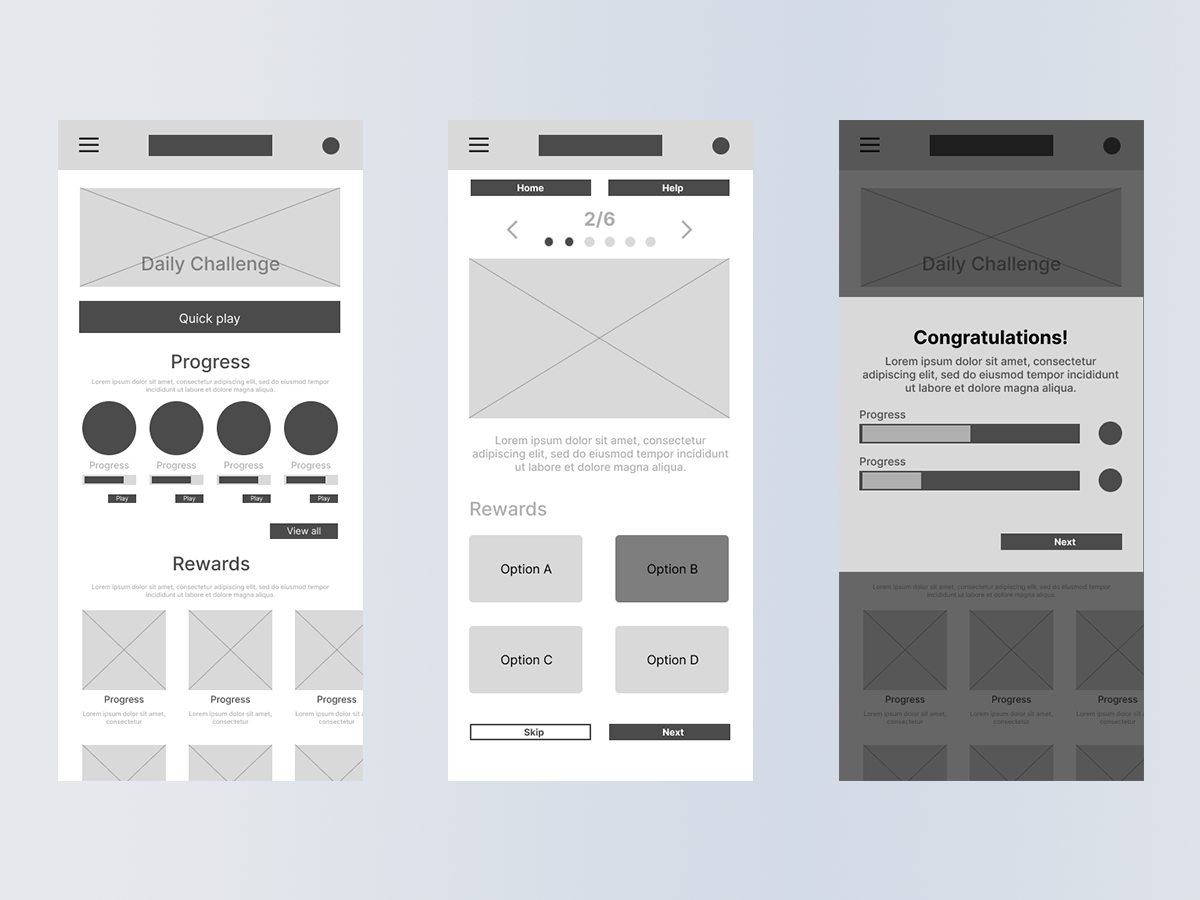 Daily Challenge
Quick play
Progress
Lorem ipsum dolor sit amet, consectetur adipiscing elit, sed do eiusmod tempor
incididunt ut labore et dolore magna aliqua.
Progress Progress Progress Progress
Play Play Play Play
View all
Rewards
Lorem ipsum dolor sit amet, consectetur adipiscing elit, sed do eiusmod tempor
incididunt ut labore et dolore magna aliqua.
Progress Progress Progress
Lorem ipsum dolor sit amet, Lorem ipsum dolor sit amet, Lorem ipsum dolor sit a
consectetur consectetur consectetur
Home Help
2/6
Lorem ipsum dolor sit amet, consectetur
adipiscing elit, sed do eiusmod tempor incididunt
ut labore et dolore magna aliqua.
Rewards
Option A Option B
Option C Option D
Skip Next
Daily Challenge
Congratulations!
Lorem ipsum dolor sit amet, consectetur
adipiscing elit, sed do eiusmod tempor incididunt
ut labore et dolore magna aliqua.
Progress
Progress
Next
Lorem ipsum dolor sit amet, consectetur adipiscing elit, sed do eiusmod tempor
incididunt ut labore et dolore magna aliqua.
Progress Progress Progress
Lorem ipsum dolor sit amet, Lorem ipsum dolor sit amet, Lorem ipsum dolor sit a
consectetur consectetur consectetur